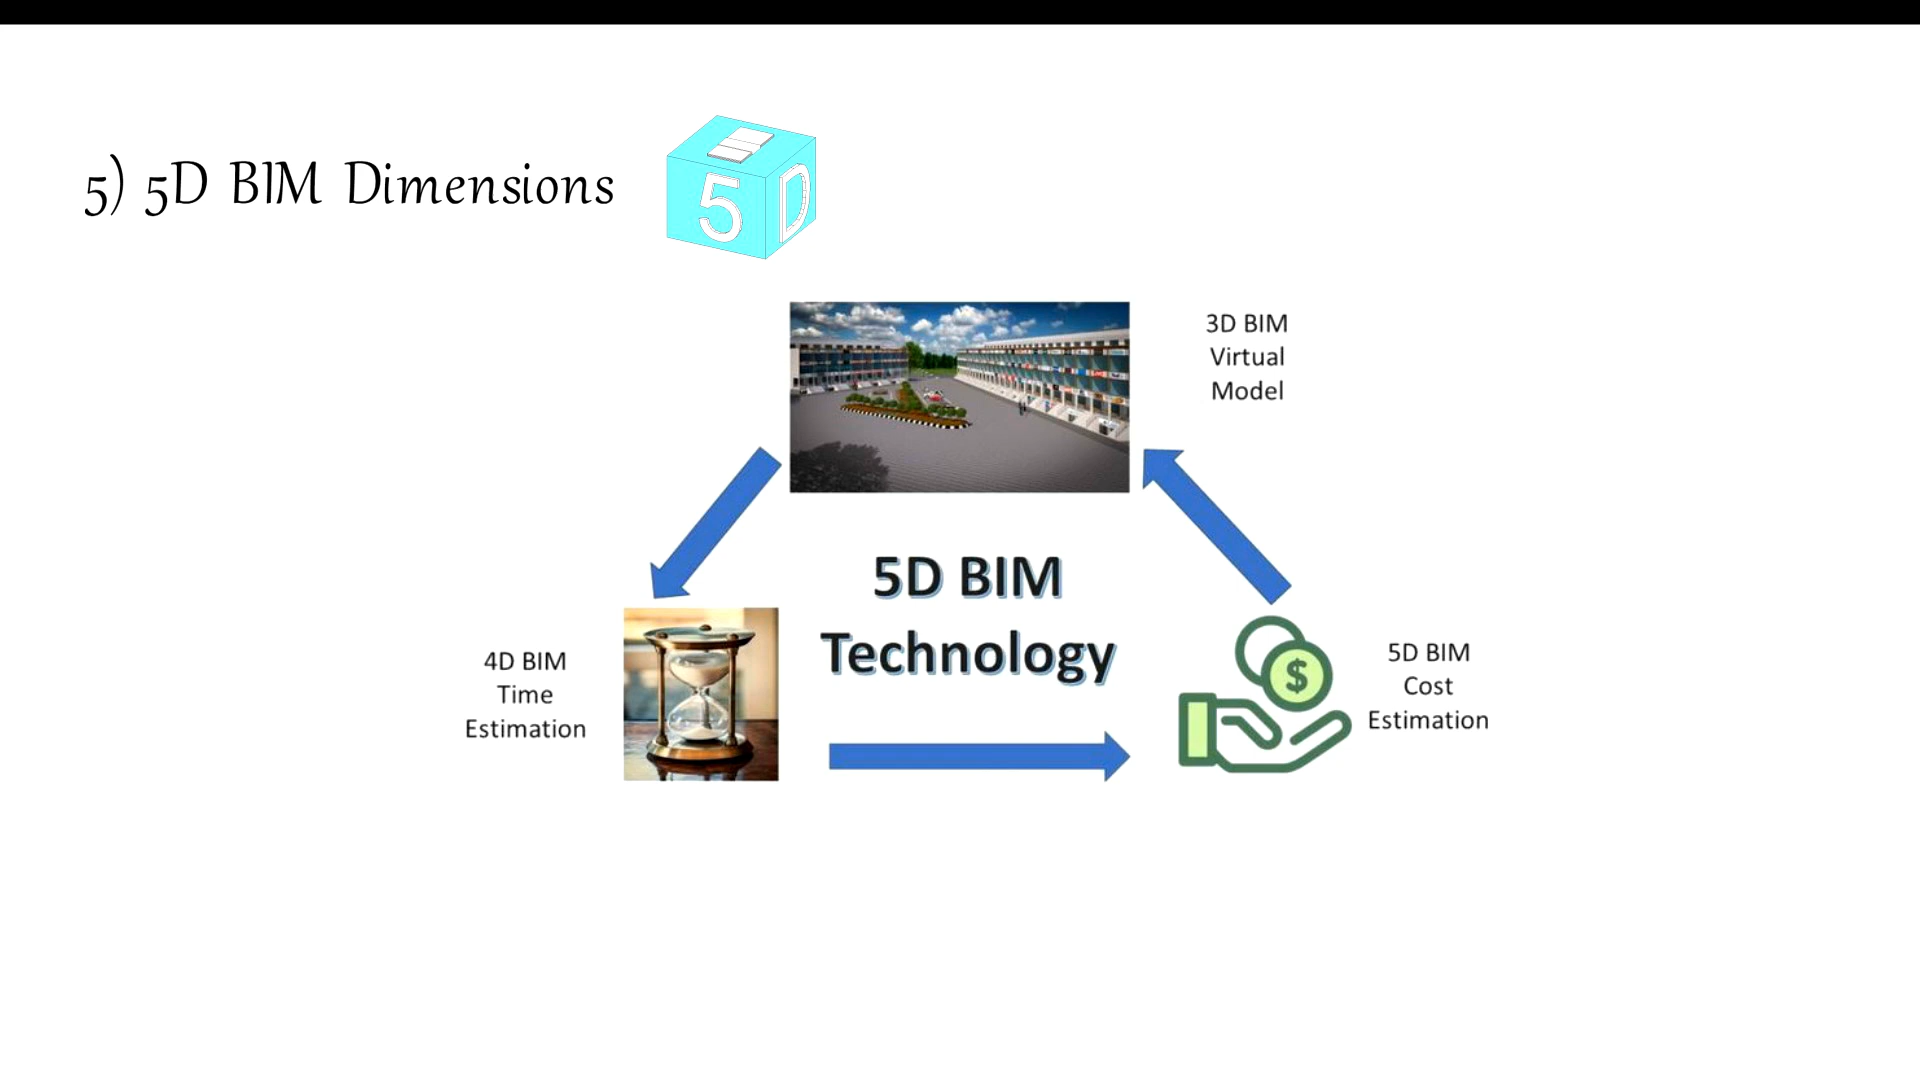 5) 5D BIM Dimensions
5 D
3D BIM
Virtual
Model
5D BIM
Technology
4D BIM
Time
Estimation
$
5D BIM
Cost
Estimation